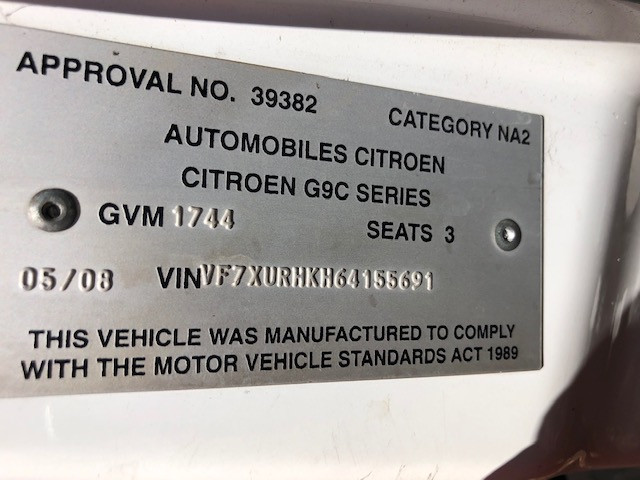 APPROVAL NO. 39382 CATEGORY NA2
AUTOMOBILES CITROEN
CITROEN G9C SERIES
GVM 1744 SEATS 3
05/08 VIN VF7XURHKH64155691
THIS VEHICLE WAS MANUFACTURED TO COMPLY
WITH THE MOTOR VEHICLE STANDARDS ACT 1989